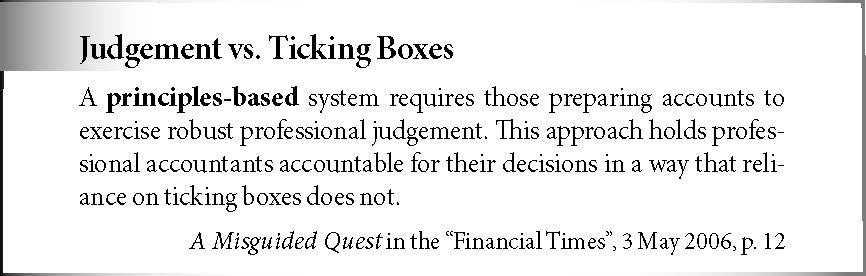 Judgement vs. Ticking Boxes
A principles-based system requires those preparing accounts to
exercise robust professional judgement. This approach holds profes-
sional accountants accountable for their decisions in a way that reli-
ance on ticking boxes does not.
A Misguided Quest in the “Financial Times”, 3 May 2006, p. 12